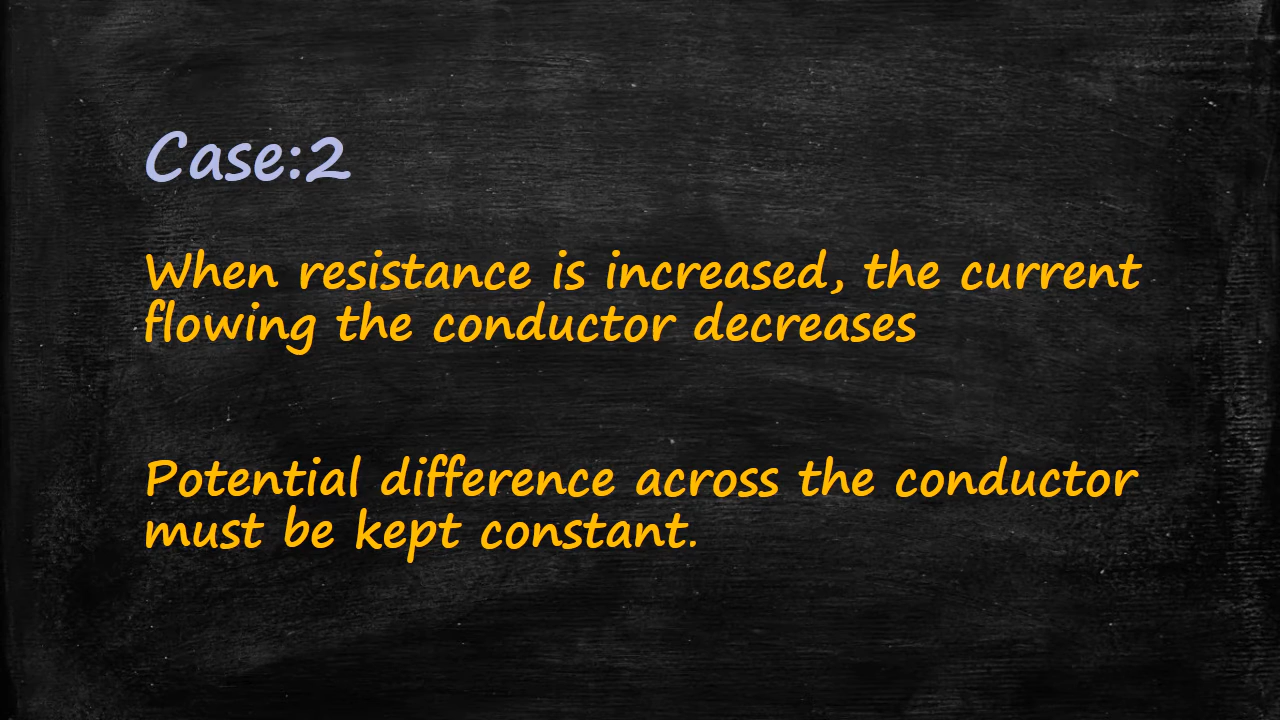 Case:2
When resistance is increased, the current
flowing the conductor decreases
Potential difference across the conductor
must be kept constant.